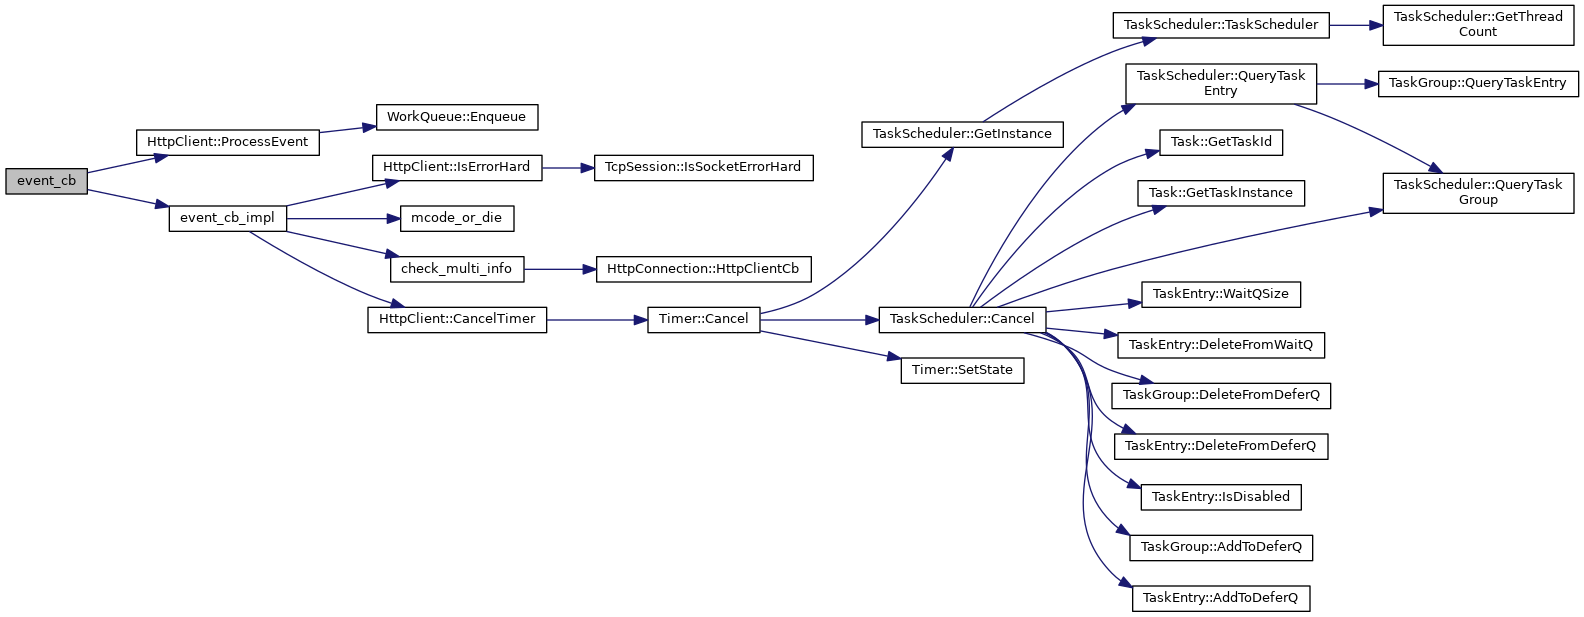 event_cb
HttpClient::ProcessEvent
WorkQueue::Enqueue
event_cb_impl
HttpClient::IsErrorHard
TcpSession::IsSocketErrorHard
mcode_or_die
check_multi_info
HttpConnection::HttpClientCb
HttpClient::CancelTimer
Timer::Cancel
TaskScheduler::GetInstance
TaskScheduler::TaskScheduler
TaskScheduler::GetThread
Count
TaskScheduler::Cancel
TaskScheduler::QueryTask
Entry
TaskGroup::QueryTaskEntry
Task::GetTaskId
Task::GetTaskInstance
TaskScheduler::QueryTask
Group
TaskEntry::WaitQSize
TaskEntry::DeleteFromWaitQ
TaskGroup::DeleteFromDeferQ
TaskEntry::DeleteFromDeferQ
TaskEntry::IsDisabled
TaskGroup::AddToDeferQ
TaskEntry::AddToDeferQ
Timer::SetState